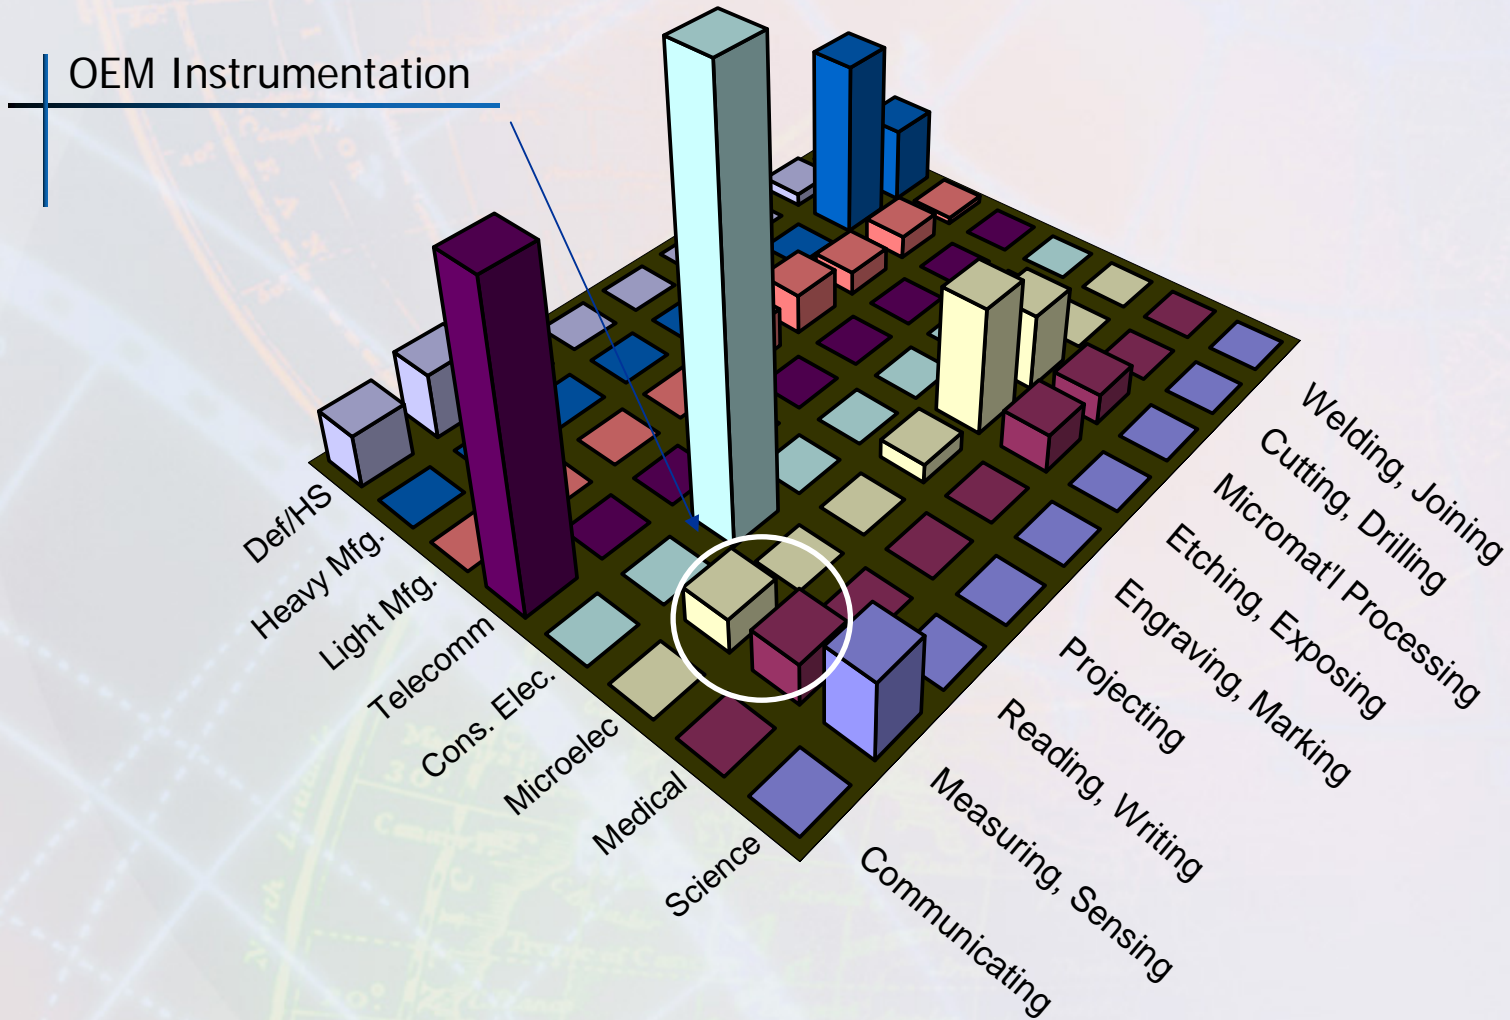 OEM Instrumentation
Def/HS
Heavy Mfg.
Light Mfg.
Telecomm
Cons. Elec.
Microelec
Medical
Science
Welding, Joining
Cutting, Drilling
Micromat'l Processing
Etching, Exposing
Engraving, Marking
Projecting
Reading, Writing
Measuring, Sensing
Communicating